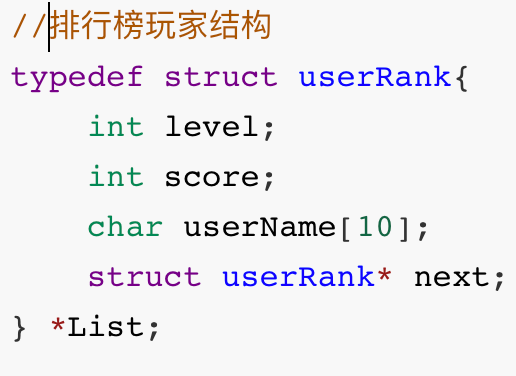 //排行榜玩家结构
typedef struct userRank{
    int level;
    int score;
    char userName[10];
    struct userRank* next;
} *List;